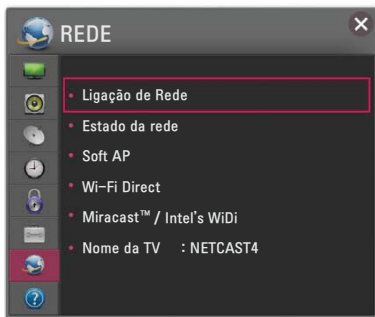 REDE
Ligação de Rede
Estado da rede
Soft AP
Wi-Fi Direct
Miracast™ / Intel's WiDi
Nome da TV : NETCAST4